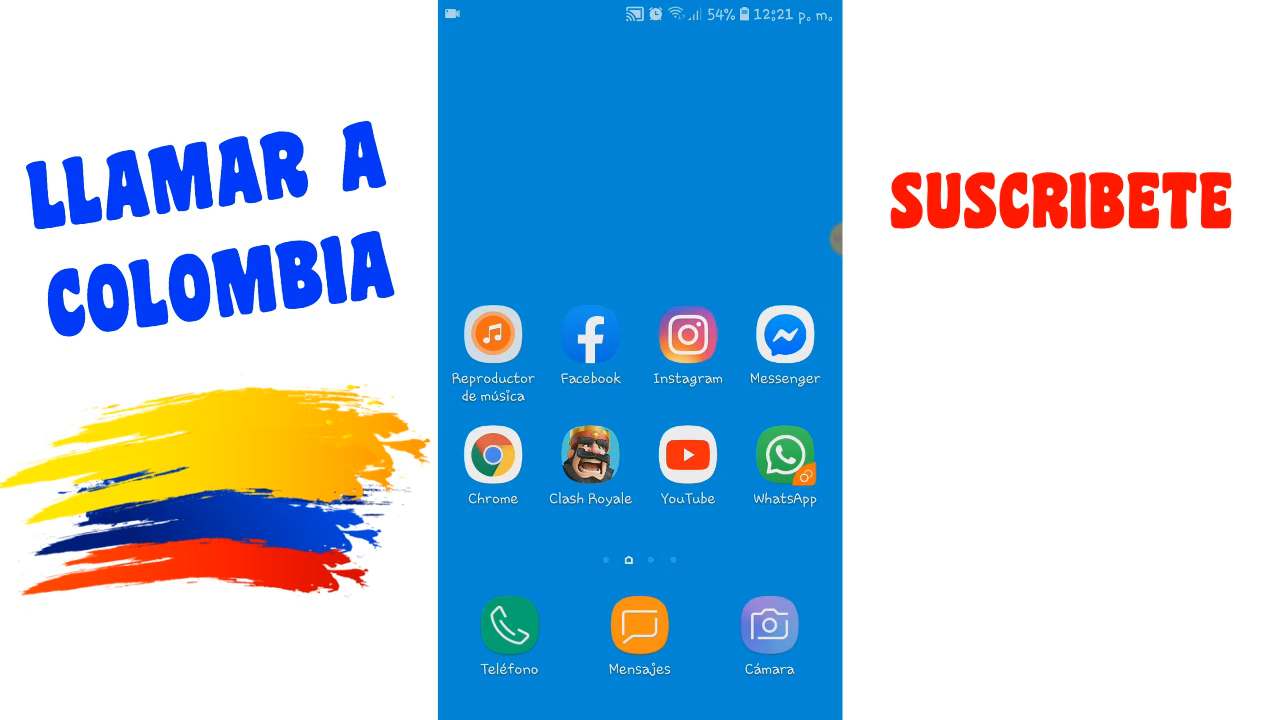 LLAMAR A
COLOMBIA
54% 12:21 p. m.
SUSCRIBETE
Reproductor
de música
Facebook
Instagram
Messenger
Chrome
Clash Royale
YouTube
WhatsApp
Teléfono
Mensajes
Cámara